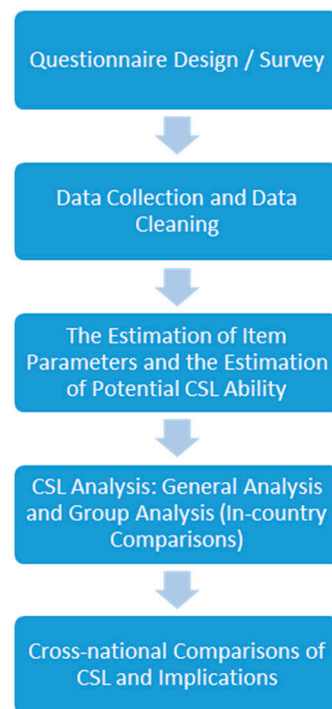 Questionnaire Design / Survey
Data Collection and Data
Cleaning
The Estimation of Item
Parameters and the Estimation
of Potential CSL Ability
CSL Analysis: General Analysis
and Group Analysis (In-country
Comparisons)
Cross-national Comparisons of
CSL and Implications